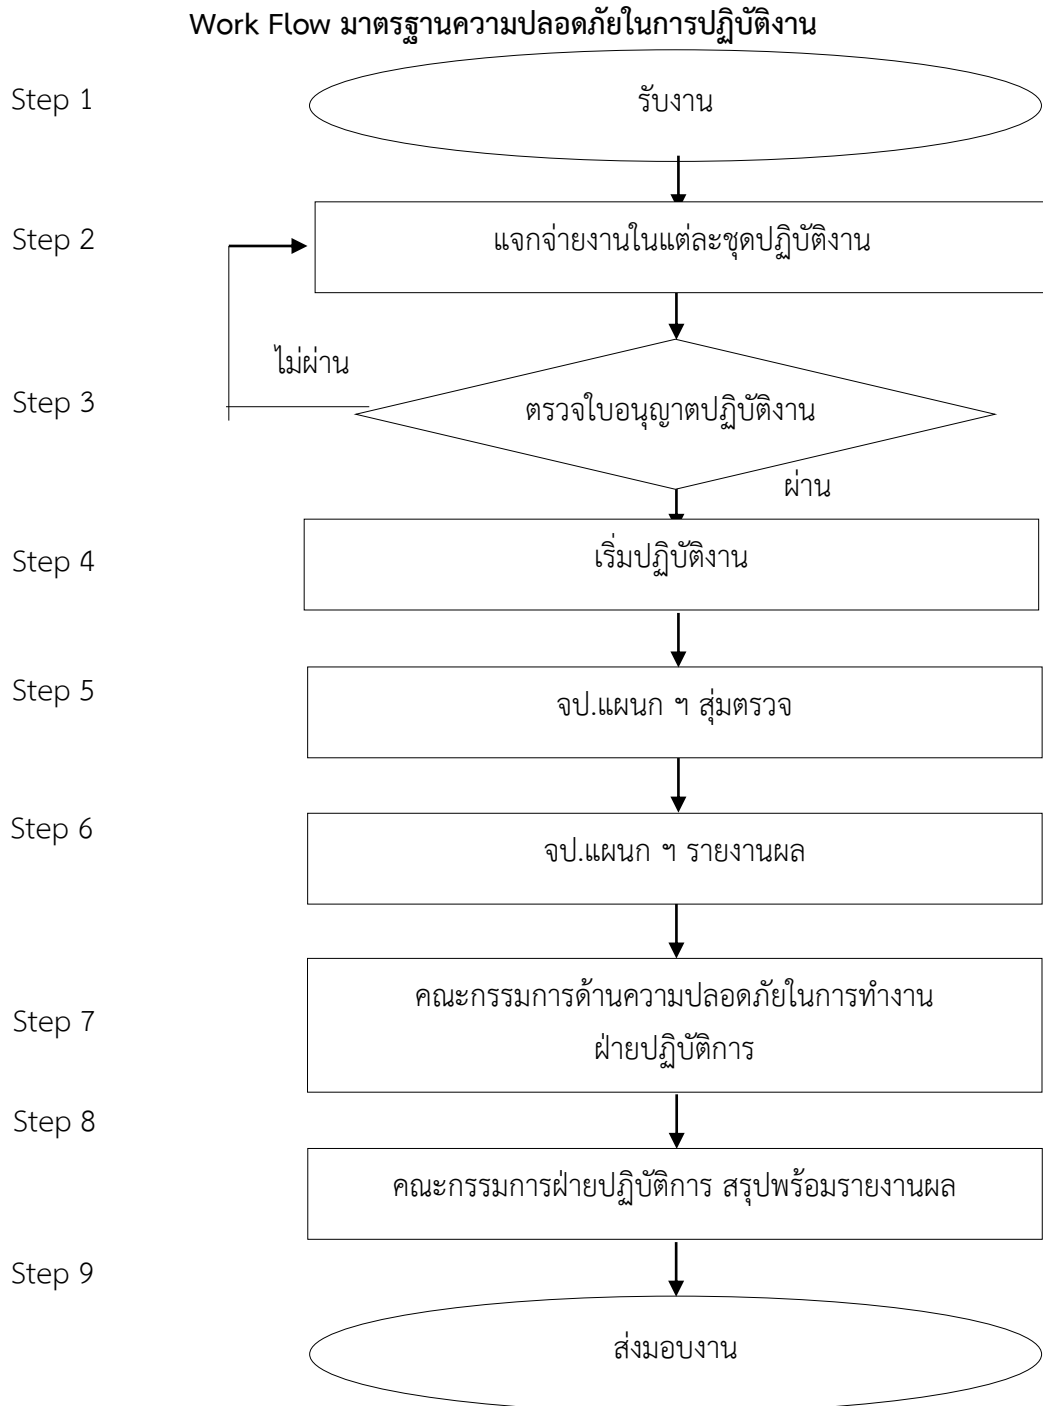 Work Flow มาตรฐานความปลอดภัยในการปฏิบัติงาน
Step 1
รับงาน
Step 2
แจกจ่ายงานในแต่ละชุดปฏิบัติงาน
ไม่ผ่าน
Step 3
ตรวจใบอนุญาตปฏิบัติงาน
ผ่าน
Step 4
เริ่มปฏิบัติงาน
Step 5
จป.แผนก ฯ สุ่มตรวจ
Step 6
จป.แผนก ฯ รายงานผล
Step 7
คณะกรรมการด้านความปลอดภัยในการทำงาน
ฝ่ายปฏิบัติการ
Step 8
คณะกรรมการฝ่ายปฏิบัติการ สรุปพร้อมรายงานผล
Step 9
ส่งมอบงาน